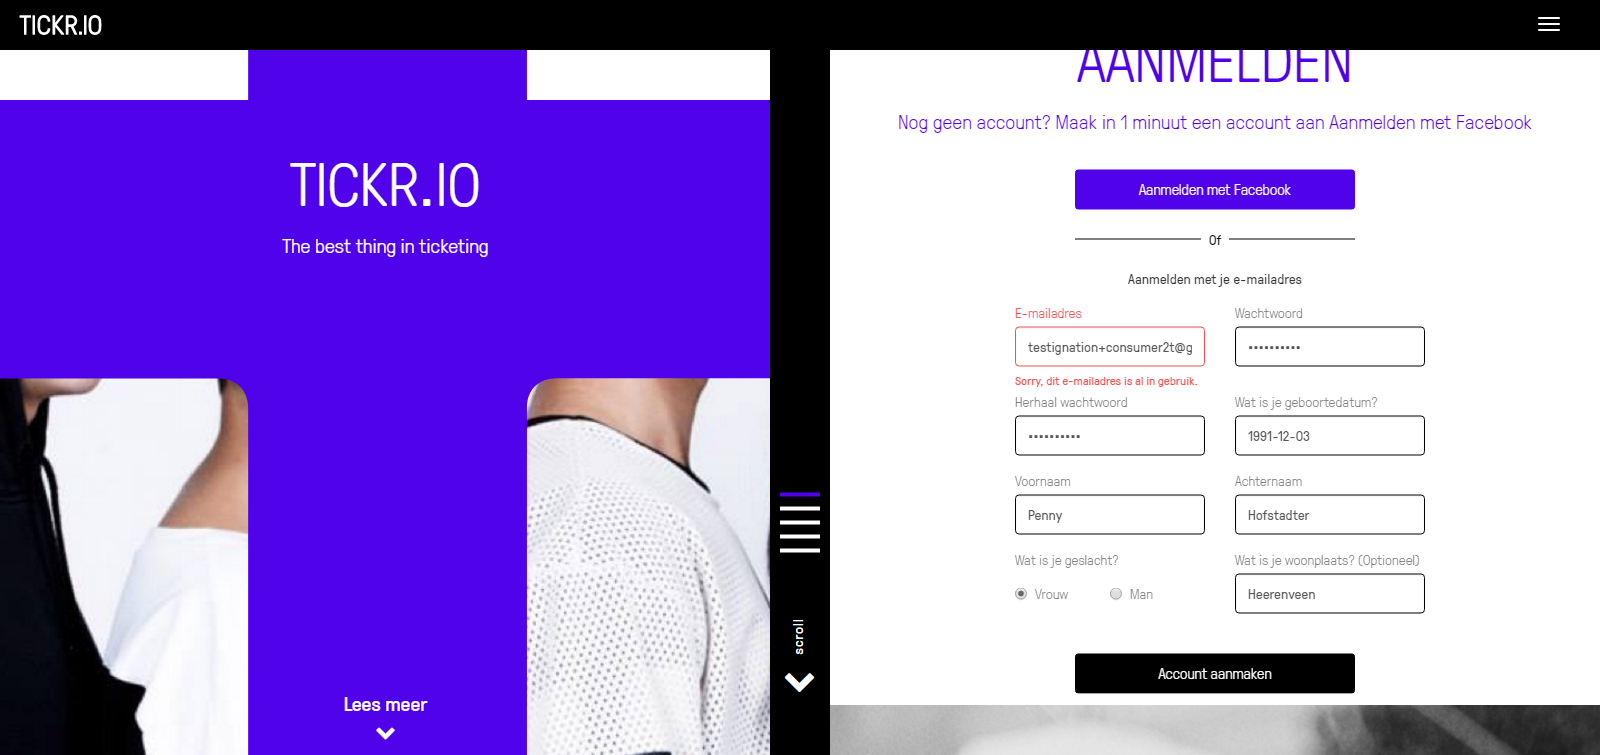 TICKR.IO
TICKR.IO
The best thing in ticketing
Lees meer
scroll
AANMELDEN
Nog geen account? Maak in 1 minuut een account aan Aanmelden met Facebook
Aanmelden met Facebook
Of
Aanmelden met je e-mailadres
E-mailadres Wachtwoord
testignation+consumer2t@g ••••••••••
Sorry, dit e-mailadres is al in gebruik.
Herhaal wachtwoord Wat is je geboortedatum?
•••••••••• 1991-12-03
Voornaam Achternaam
Penny Hofstadter
Wat is je geslacht? Wat is je woonplaats? (Optioneel)
Vrouw Man Heerenveen
Account aanmaken